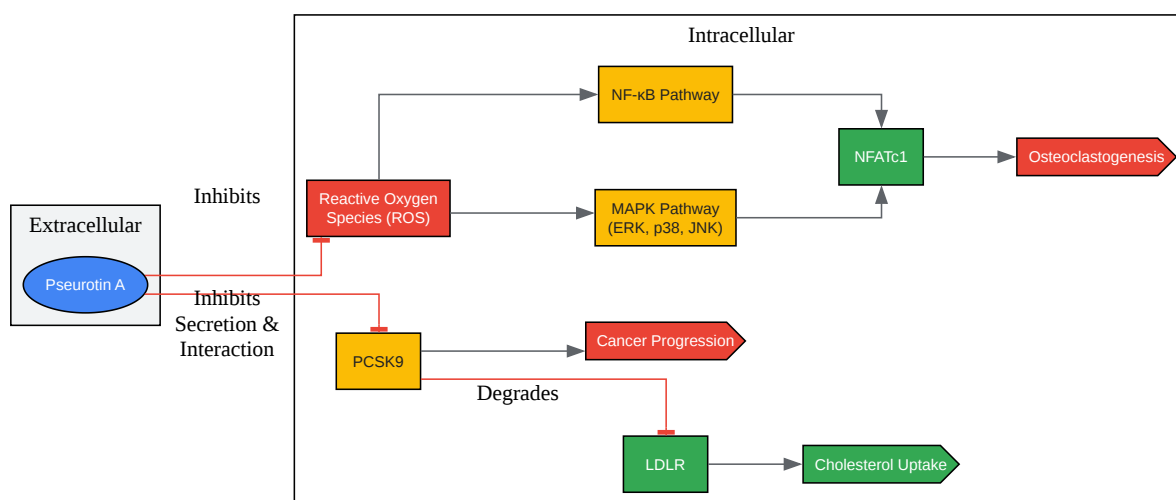 Intracellular
NF-κB Pathway
NFATc1
Osteoclastogenesis
Inhibits
Reactive Oxygen
Species (ROS)
MAPK Pathway
(ERK, p38, JNK)
Extracellular
Pseurotin A
Inhibits
Secretion &
Interaction
PCSK9
Cancer Progression
Degrades
LDLR
Cholesterol Uptake